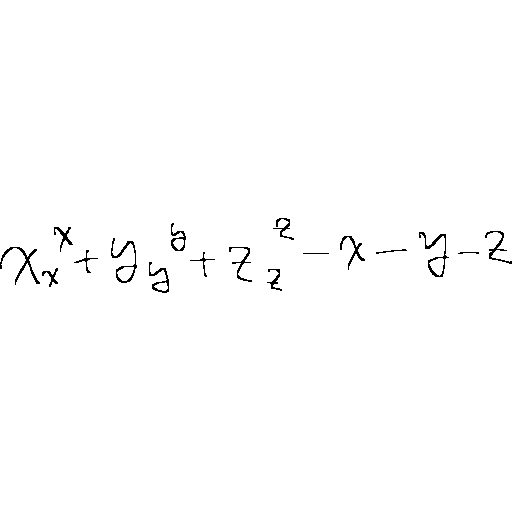 x_x^x + y_y^y + z_z^z - x - y - z